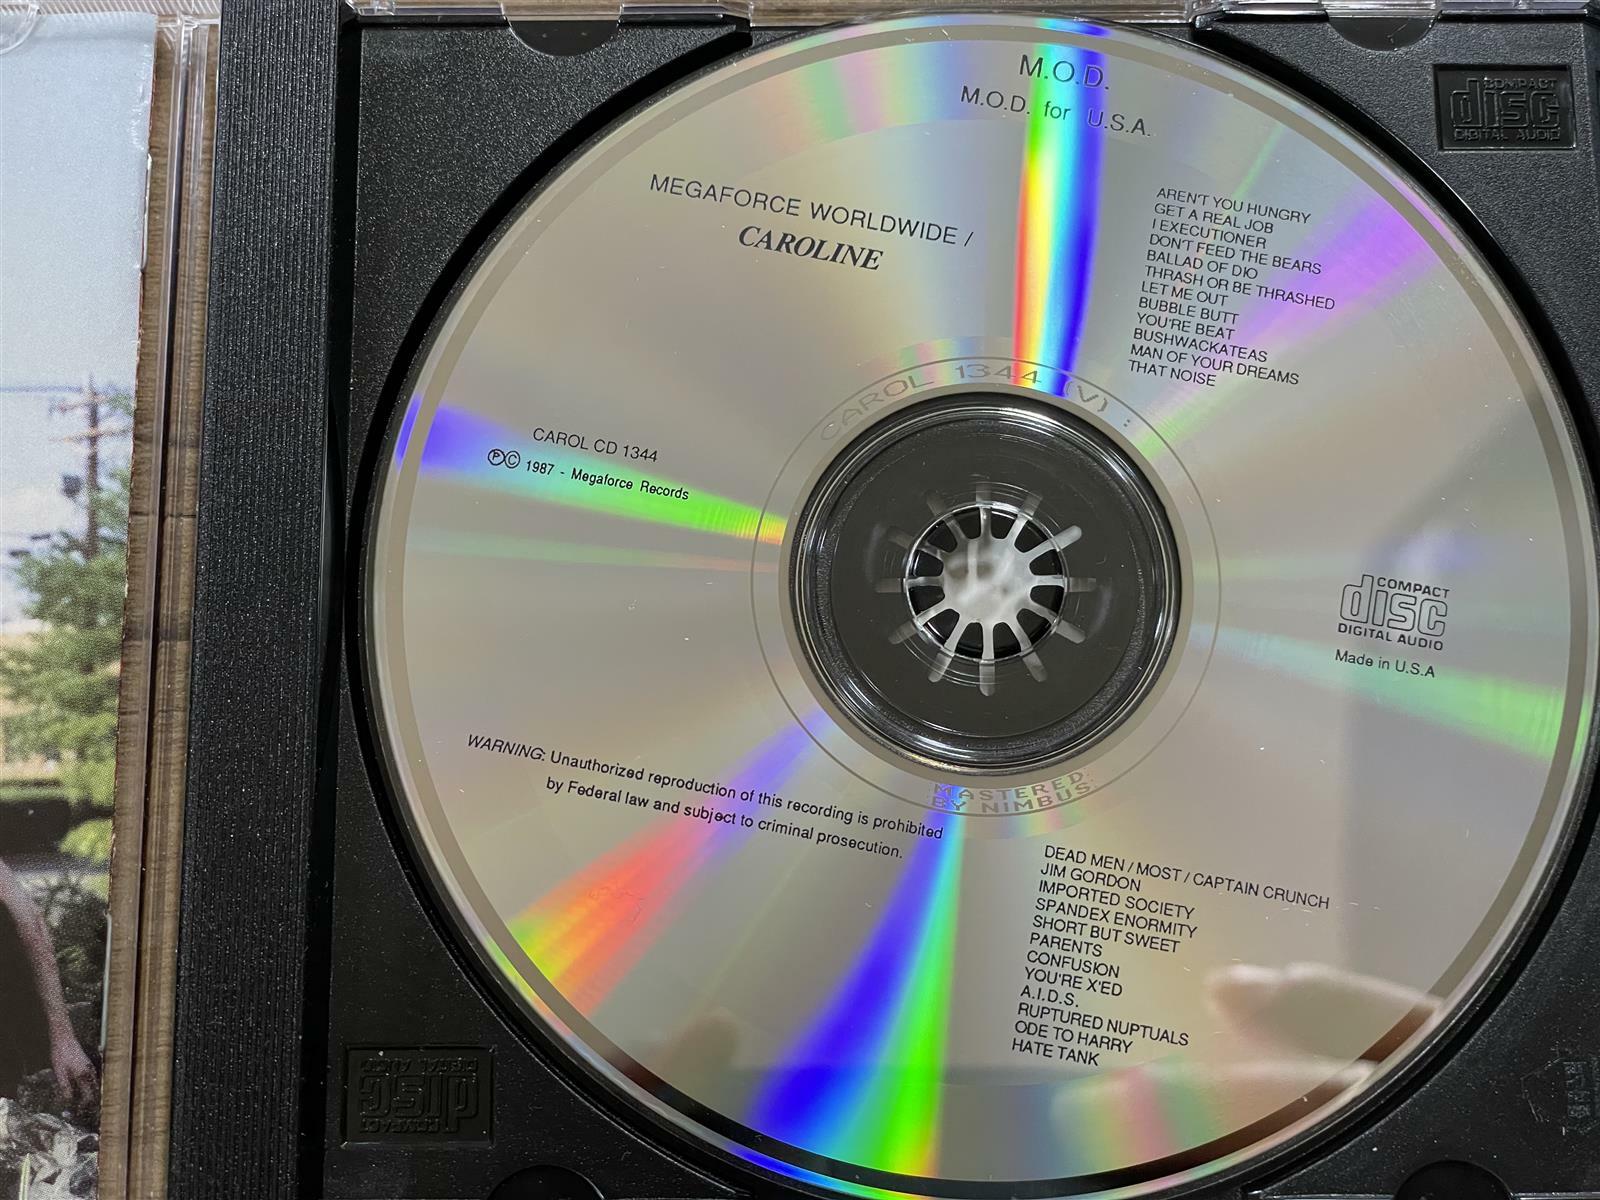 M.O.D.
M.O.D. for U.S.A.
MEGAFORCE WORLDWIDE /
CAROLINE
AREN'T YOU HUNGRY
GET A REAL JOB
I EXECUTIONER
DON'T FEED THE BEARS
BALLAD OF DIO
THRASH OR BE THRASHED
LET ME OUT
BUBBLE BUTT
YOU'RE BEAT
BUSHWACKATEAS
MAN OF YOUR DREAMS
THAT NOISE
CAROL 1344 (V) :
CAROL CD 1344
℗© 1987 - Megaforce Records
COMPACT
disc
DIGITAL AUDIO
Made in U.S.A
WARNING: Unauthorized reproduction of this recording is prohibited
by Federal law and subject to criminal prosecution.
MASTERED
BY NIMBUS
DEAD MEN / MOST / CAPTAIN CRUNCH
JIM GORDON
IMPORTED SOCIETY
SPANDEX ENORMITY
SHORT BUT SWEET
PARENTS
CONFUSION
YOU'RE X'ED
A.I.D.S.
RUPTURED NUPTUALS
ODE TO HARRY
HATE TANK
COMPACT
disc
DIGITAL AUDIO
COMPACT
disc
DIGITAL AUDIO